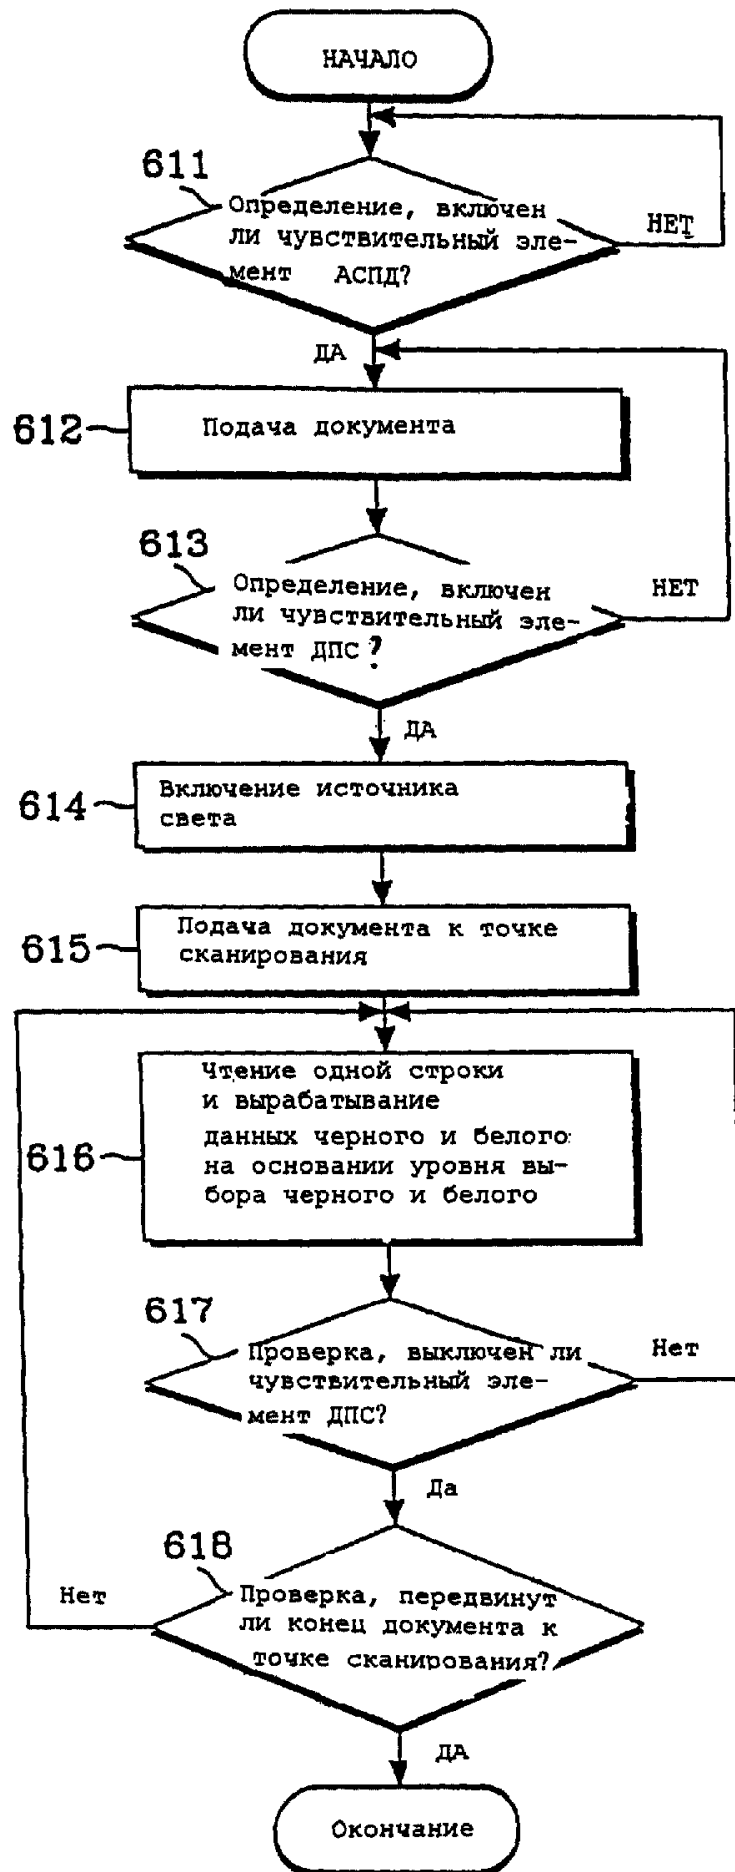 НАЧАЛО
611
Определение, включен
ли чувствительный эле-
НЕТ
мент АСПД?
ДА
612
Подача документа
613
Определение, включен
НЕТ
ли чувствительный эле-
мент ДПС?
ДА
614
Включение источника
света
615
Подача документа к точке
сканирования
616
Чтение одной строки
и вырабатывание
данных черного и белого
на основании уровня вы-
бора черного и белого
617
Проверка, выключен ли
Нет
чувствительный эле-
мент ДПС?
Да
618
Нет
Проверка, передвинут
ли конец документа к
точке сканирования?
ДА
Окончание